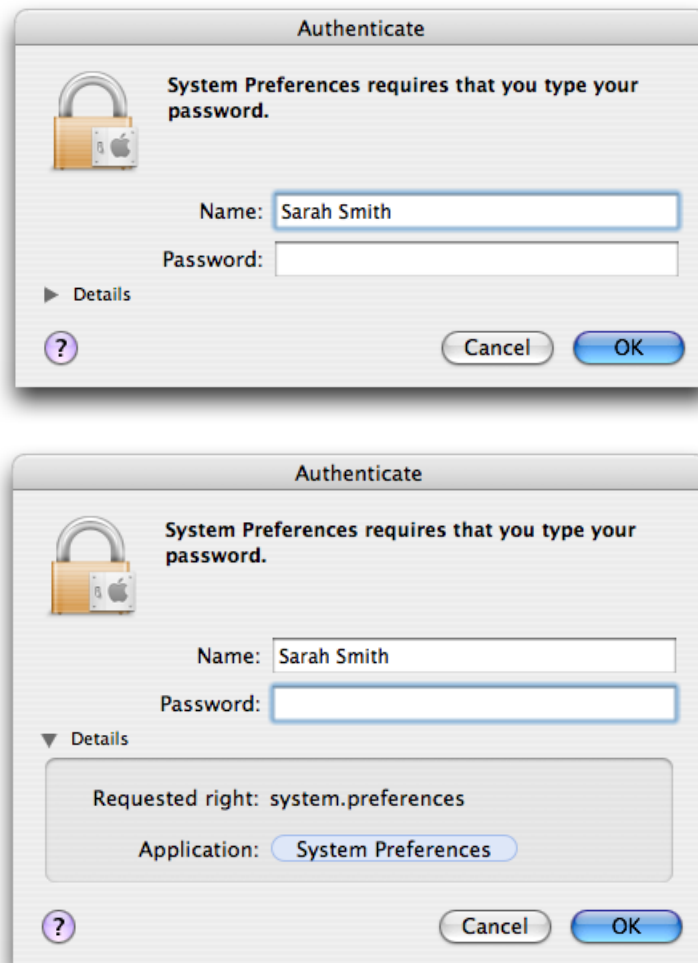 Authenticate
System Preferences requires that you type your
password.
Name: Sarah Smith
Password:
Details
? Cancel OK
Authenticate
System Preferences requires that you type your
password.
Name: Sarah Smith
Password:
Details
Requested right: system.preferences
Application: System Preferences
? Cancel OK